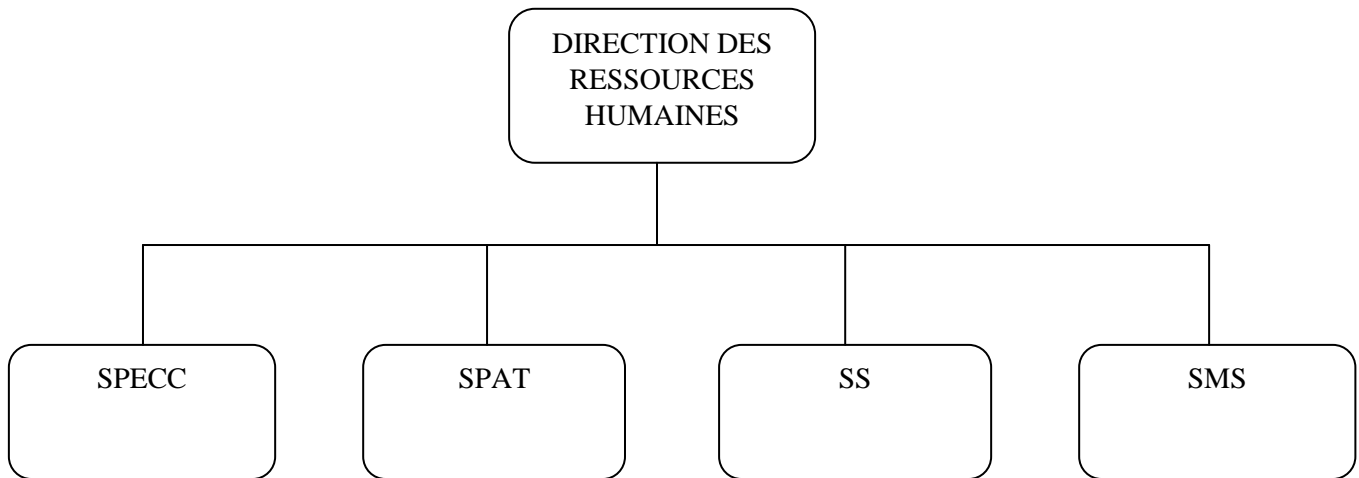 DIRECTION DES
RESSOURCES
HUMAINES
SPECC
SPAT
SS
SMS